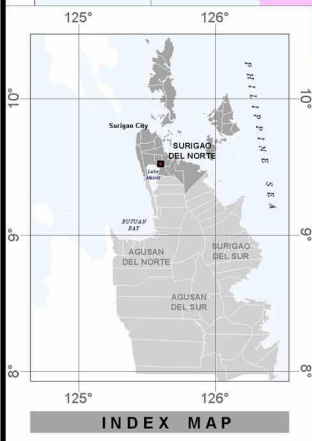 125°
126°
10°
10°
PHILIPPINE SEA
Surigao City
SURIGAO
DEL NORTE
Lake
Mainit
BUTUAN
BAY
9°
9°
AGUSAN
DEL NORTE
SURIGAO
DEL SUR
AGUSAN
DEL SUR
8°
8°
125°
126°
INDEX MAP